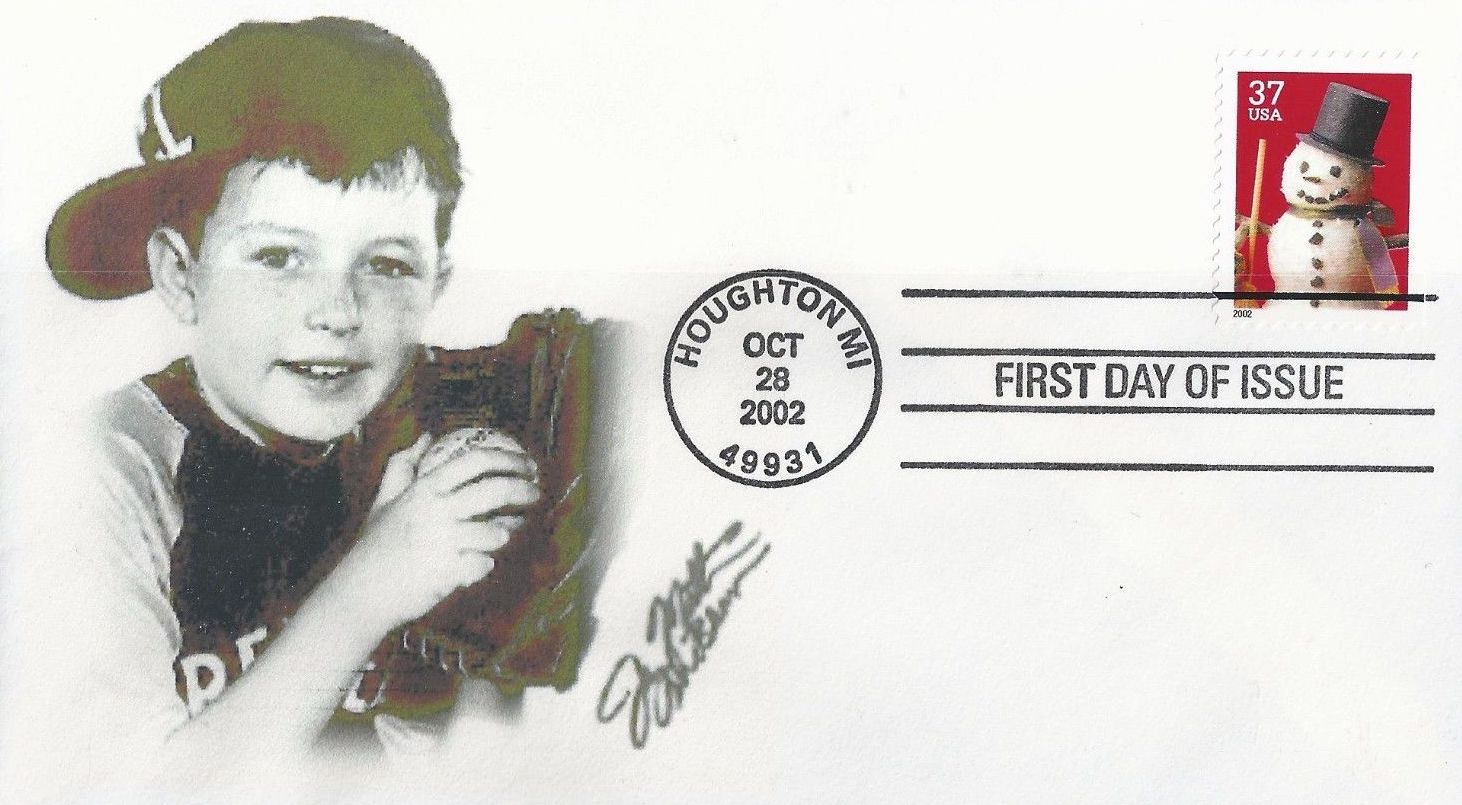 37
USA
2002
HOUGHTON MI
OCT
28
2002
49931
FIRST DAY OF ISSUE